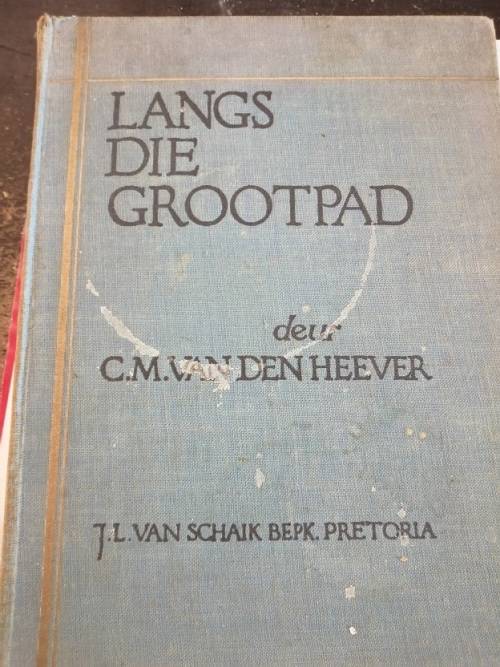 LANGS
DIE
GROOTPAD
deur
C.M. VAN DEN HEEVER
J.L. VAN SCHAIK BEPK. PRETORIA